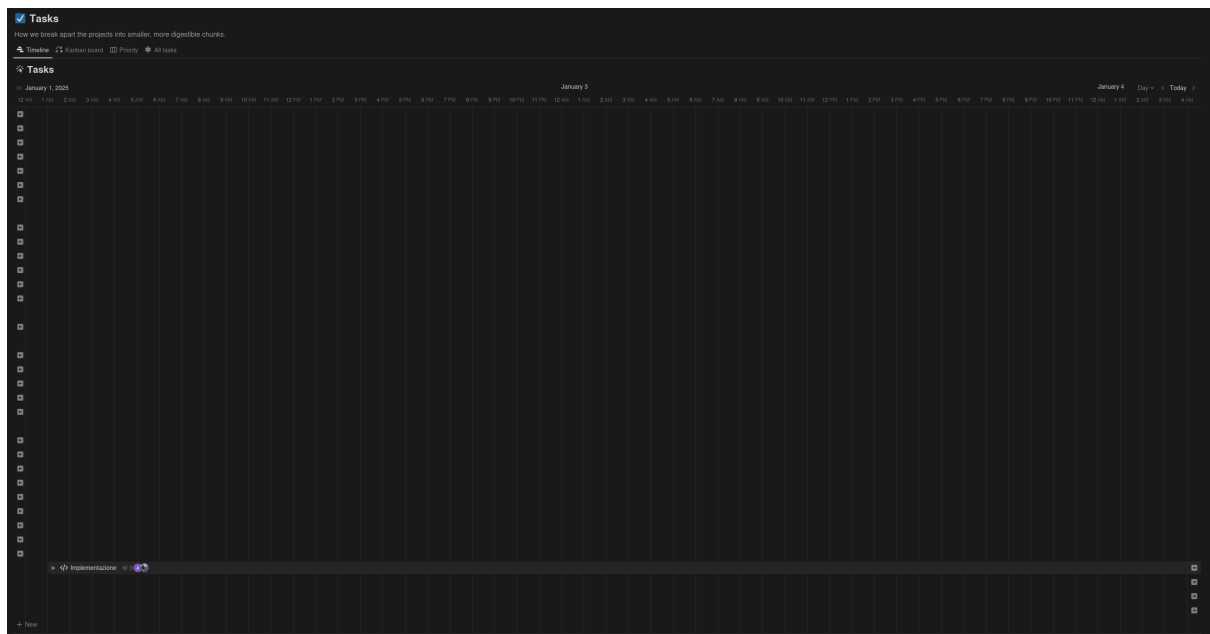 Tasks
How we break apart the projects into smaller, more digestible chunks.
Timeline Kanban board Priority All tasks
Tasks
January 1, 2025 January 3 January 4 Day Today
12 AM 1 AM 2 AM 3 AM 4 AM 5 AM 6 AM 7 AM 8 AM 9 AM 10 AM 11 AM 12 PM 1 PM 2 PM 3 PM 4 PM 5 PM 6 PM 7 PM 8 PM 9 PM 10 PM 11 PM 12 AM 1 AM 2 AM 3 AM 4 AM 5 AM 6 AM 7 AM 8 AM 9 AM 10 AM 11 AM 12 PM 1 PM 2 PM 3 PM 4 PM 5 PM 6 PM 7 PM 8 PM 9 PM 10 PM 11 PM 12 AM 1 AM 2 AM 3 AM 4 AM
</> Implementazione
+ New